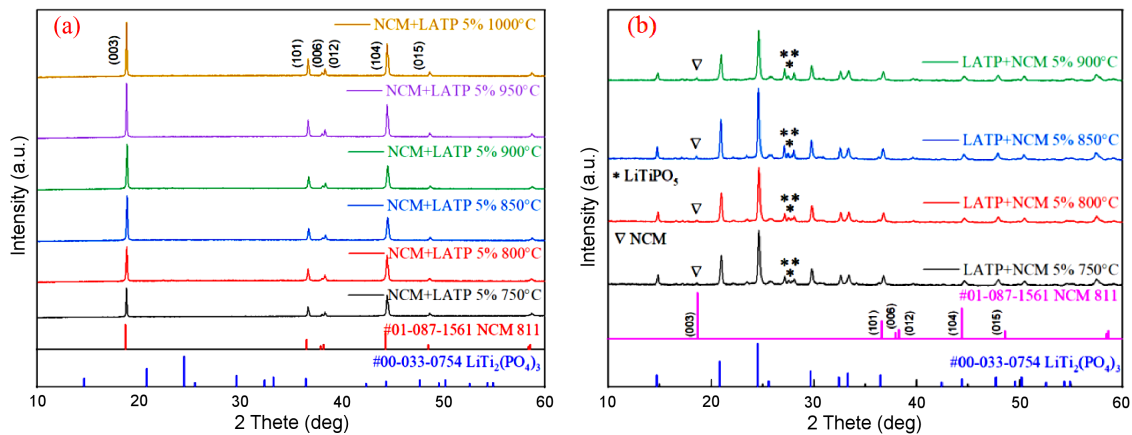 (a)
NCM+LATP 5% 1000°C
(003)
(101)
(006)
(012)
(104)
(015)
NCM+LATP 5% 950°C
NCM+LATP 5% 900°C
NCM+LATP 5% 850°C
NCM+LATP 5% 800°C
NCM+LATP 5% 750°C
#01-087-1561 NCM 811
#00-033-0754 LiTi₂(PO₄)₃
Intensity (a.u.)
10 20 30 40 50 60
2 Thete (deg)
(b)
∇
***
LATP+NCM 5% 900°C
∇
***
LATP+NCM 5% 850°C
* LiTiPO₅
∇
***
LATP+NCM 5% 800°C
∇ NCM
∇
***
LATP+NCM 5% 750°C
#01-087-1561 NCM 811
(003)
(101)
(006)
(012)
(104)
(015)
#00-033-0754 LiTi₂(PO₄)₃
Intensity (a.u.)
10 20 30 40 50 60
2 Thete (deg)